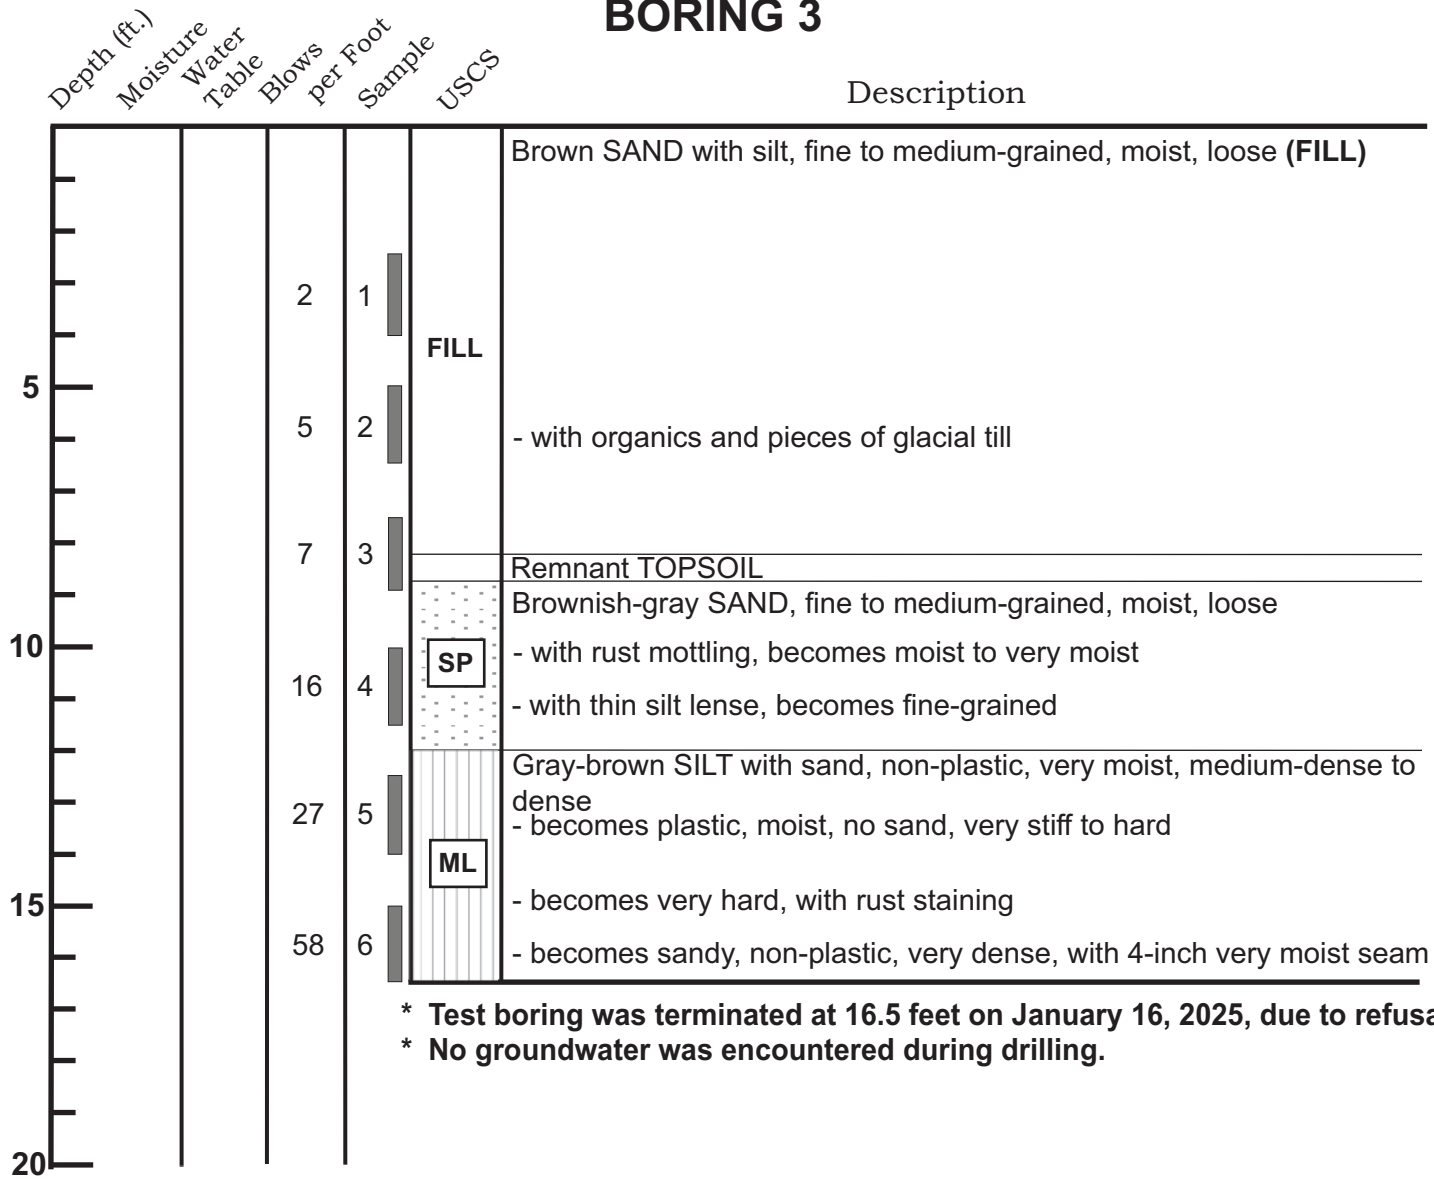 BORING 3
Depth (ft.)
Moisture
Water
Table
Blows
per Foot
Sample
USCS
Description
Brown SAND with silt, fine to medium-grained, moist, loose (FILL)
2 1
FILL
5
5 2
- with organics and pieces of glacial till
7 3
Remnant TOPSOIL
Brownish-gray SAND, fine to medium-grained, moist, loose
10
SP
- with rust mottling, becomes moist to very moist
16 4
- with thin silt lense, becomes fine-grained
Gray-brown SILT with sand, non-plastic, very moist, medium-dense to
dense
27 5
- becomes plastic, moist, no sand, very stiff to hard
ML
15
- becomes very hard, with rust staining
58 6
- becomes sandy, non-plastic, very dense, with 4-inch very moist seam
* Test boring was terminated at 16.5 feet on January 16, 2025, due to
* No groundwater was encountered during drilling.
20